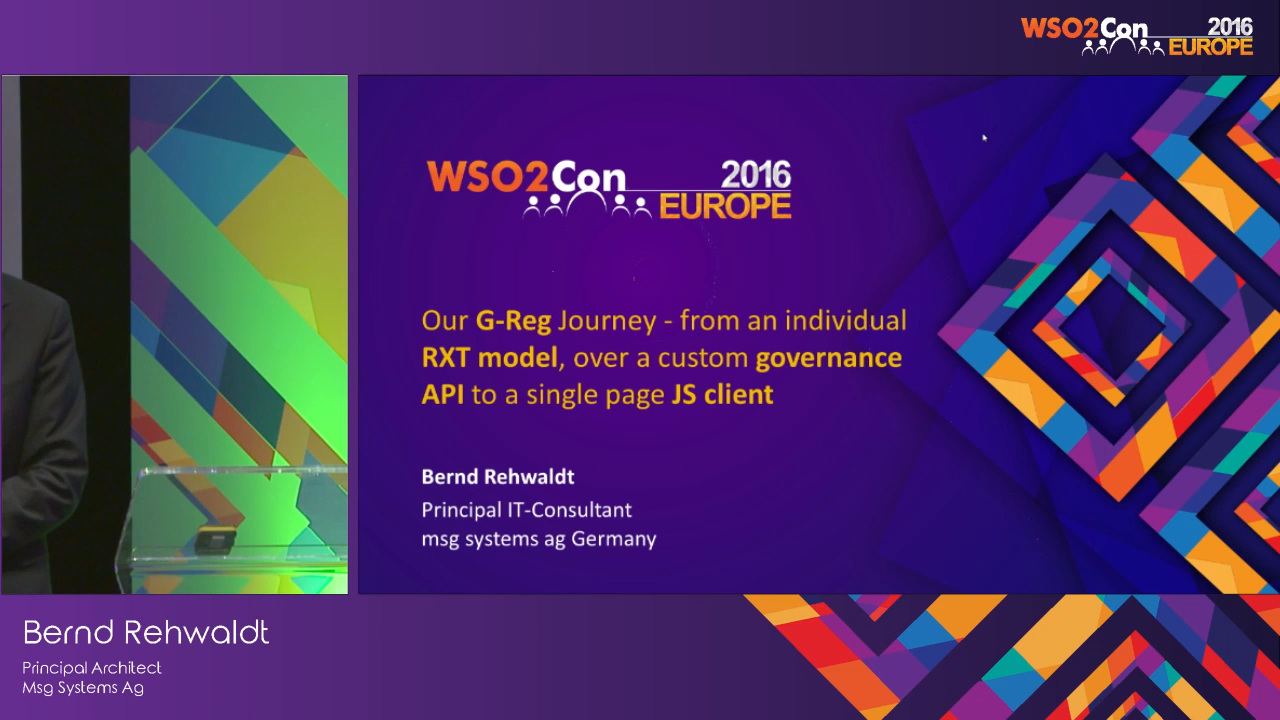 WSO2Con 2016
EUROPE
WSO2Con 2016
EUROPE
Our G-Reg Journey - from an individual
RXT model, over a custom governance
API to a single page JS client
Bernd Rehwaldt
Principal IT-Consultant
msg systems ag Germany
Bernd Rehwaldt
Principal Architect
Msg Systems Ag